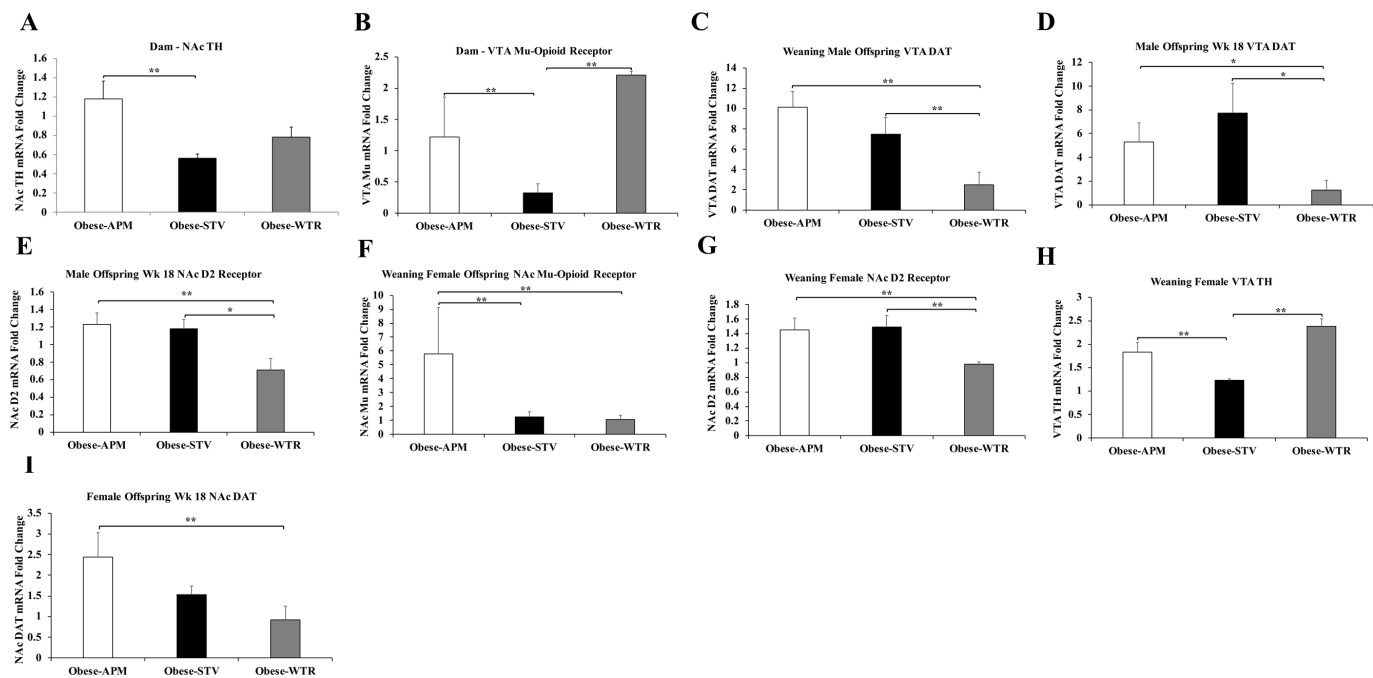 A
Dam - NAc TH
NAc TH mRNA Fold Change
1.6
1.4
1.2
1
0.8
0.6
0.4
0.2
0
**
Obese-APM Obese-STV Obese-WTR
B
Dam - VTA Mu-Opioid Receptor
VTA Mu mRNA Fold Change
2.5
2
1.5
1
0.5
0
**
**
Obese-APM Obese-STV Obese-WTR
C
Weaning Male Offspring VTA DAT
VTA DAT mRNA Fold Change
14
12
10
8
6
4
2
0
**
**
Obese-APM Obese-STV Obese-WTR
D
Male Offspring Wk 18 VTA DAT
VTA DAT mRNA Fold Change
12
10
8
6
4
2
0
*
*
Obese-APM Obese-STV Obese-WTR
E
Male Offspring Wk 18 NAc D2 Receptor
NAc D2 mRNA Fold Change
1.6
1.4
1.2
1
0.8
0.6
0.4
0.2
0
**
*
Obese-APM Obese-STV Obese-WTR
F
Weaning Female Offspring NAc Mu-Opioid Receptor
NAc Mu mRNA Fold Change
10
9
8
7
6
5
4
3
2
1
0
**
**
Obese-APM Obese-STV Obese-WTR
G
Weaning Female NAc D2 Receptor
NAc D2 mRNA Fold Change
1.8
1.6
1.4
1.2
1
0.8
0.6
0.4
0.2
0
**
**
Obese-APM Obese-STV Obese-WTR
H
Weaning Female VTA TH
VTA TH mRNA Fold Change
3
2.5
2
1.5
1
0.5
0
**
**
Obese-APM Obese-STV Obese-WTR
I
Female Offspring Wk 18 NAc DAT
NAc DAT mRNA Fold Change
3.5
3
2.5
2
1.5
1
0.5
0
**
Obese-APM Obese-STV Obese-WTR